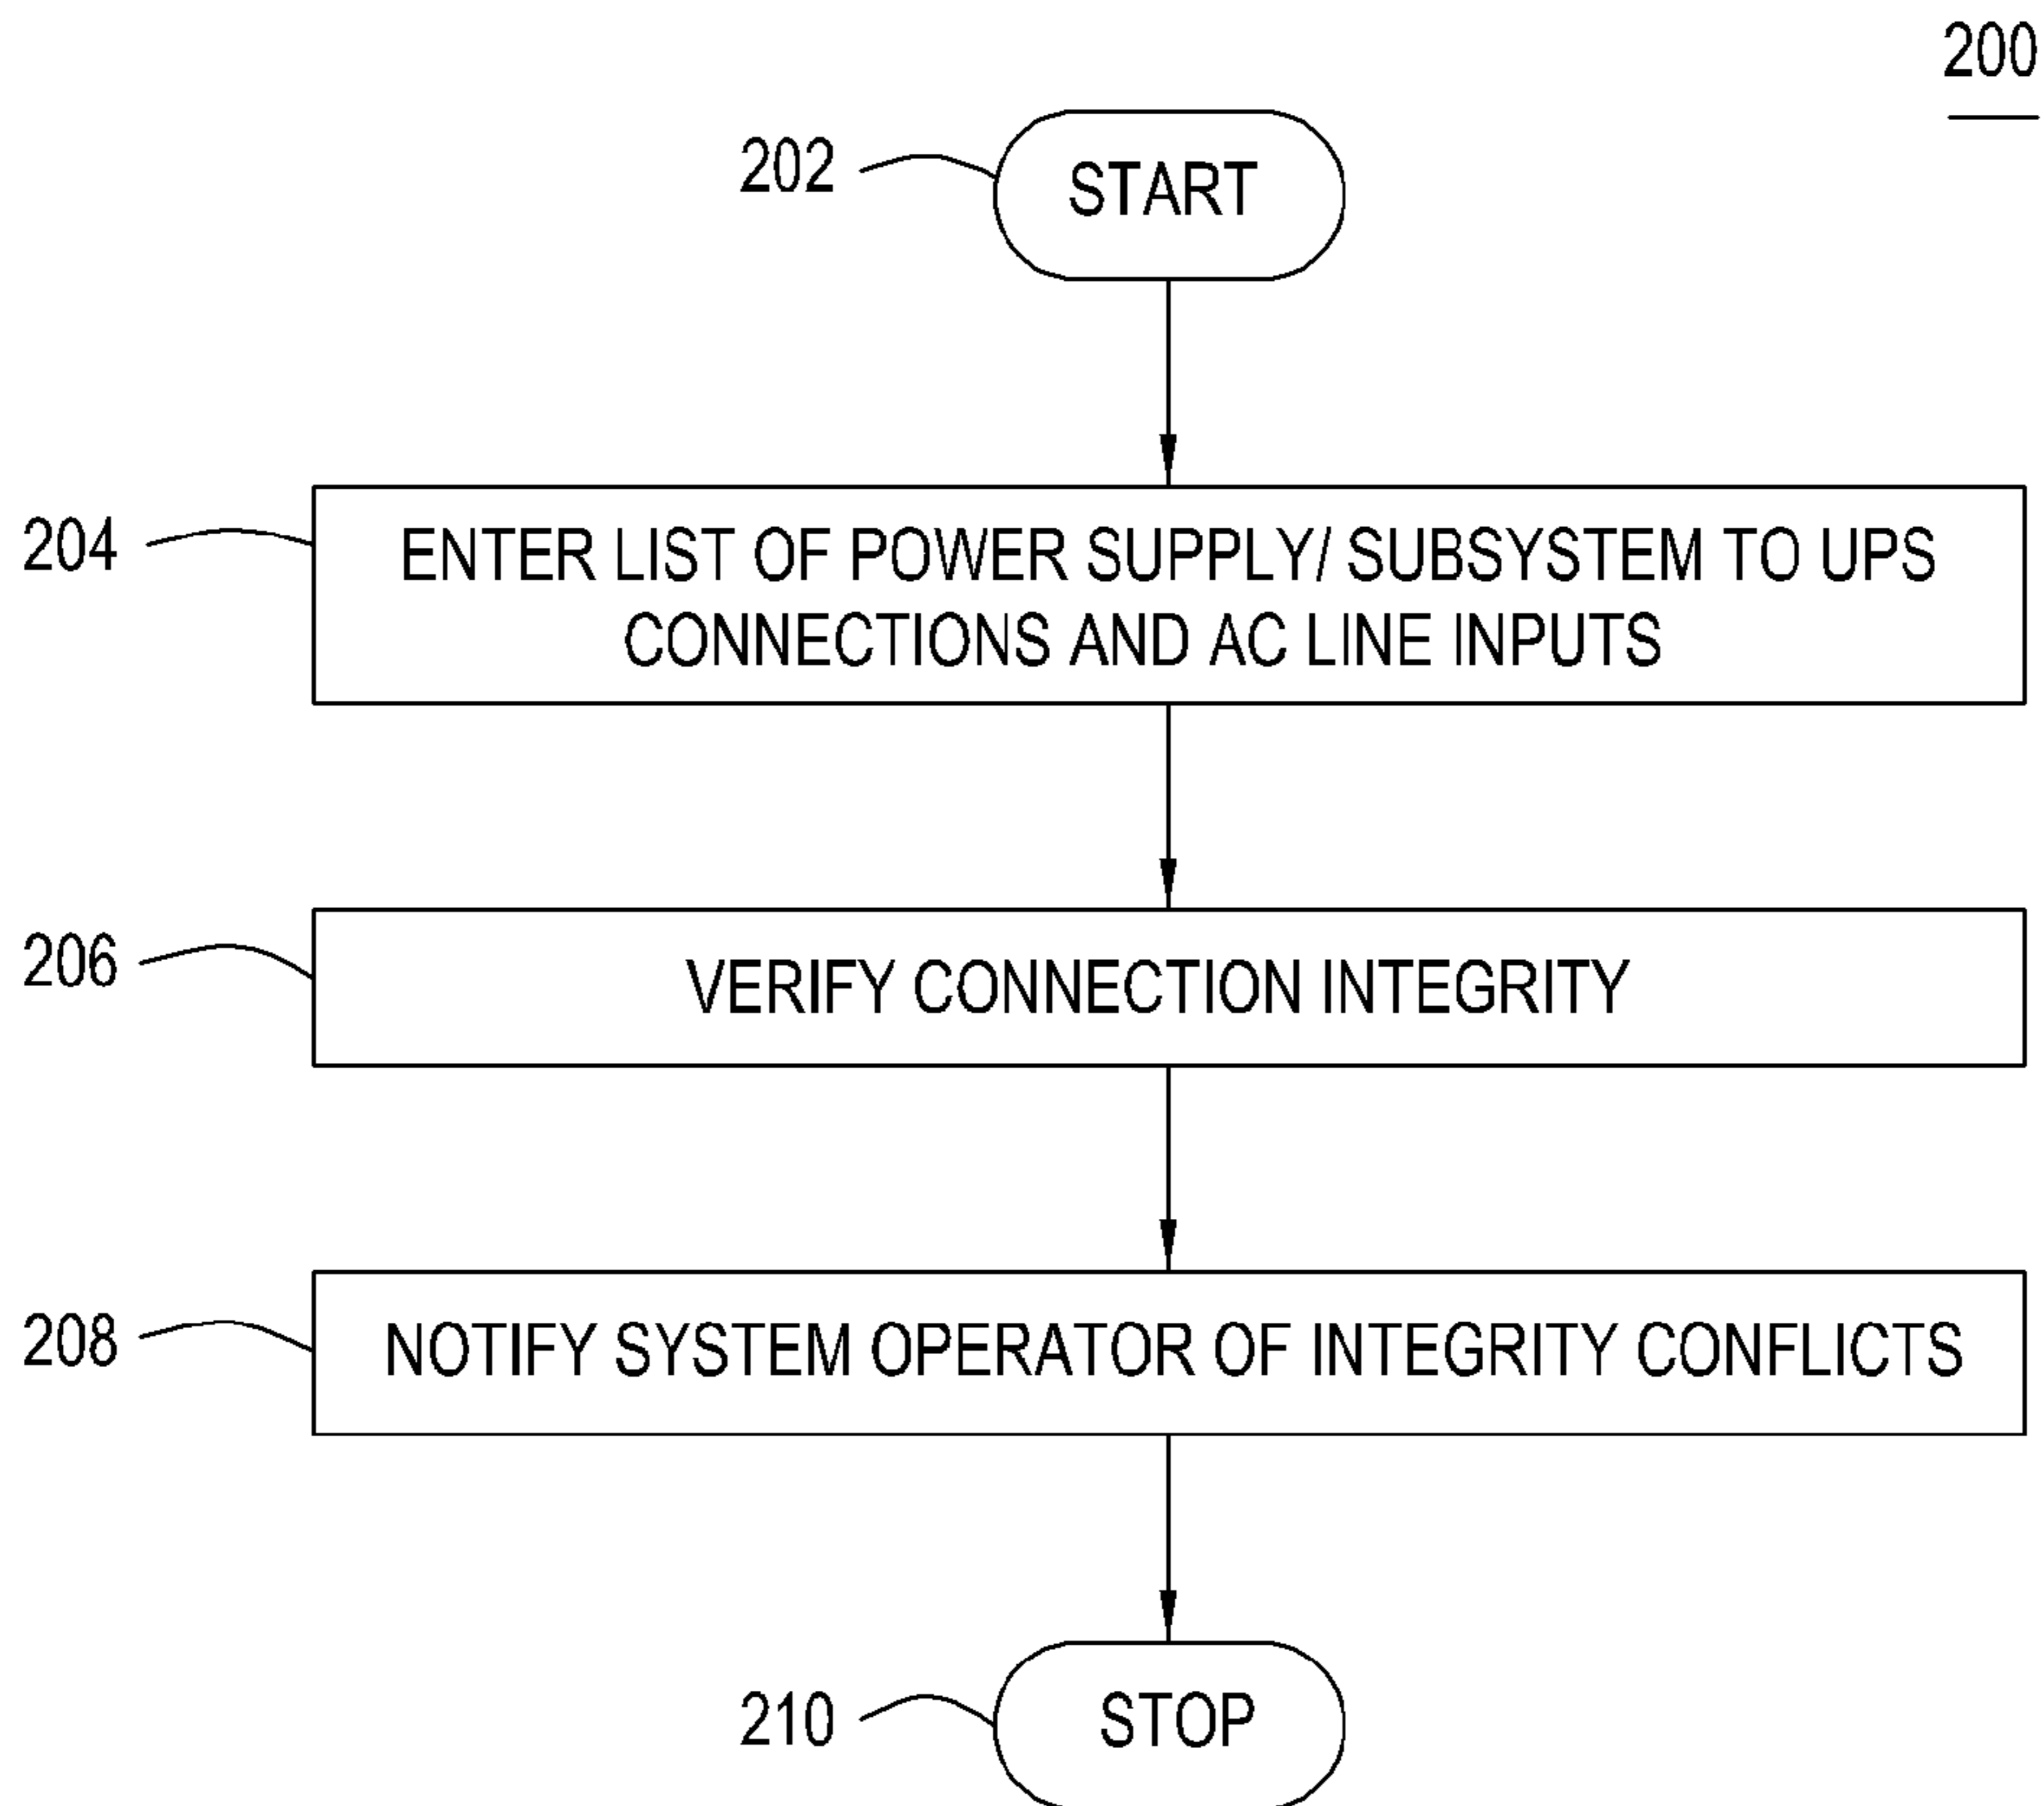 200
202
START
204
ENTER LIST OF POWER SUPPLY/ SUBSYSTEM TO UPS
CONNECTIONS AND AC LINE INPUTS
206
VERIFY CONNECTION INTEGRITY
208
NOTIFY SYSTEM OPERATOR OF INTEGRITY CONFLICTS
210
STOP